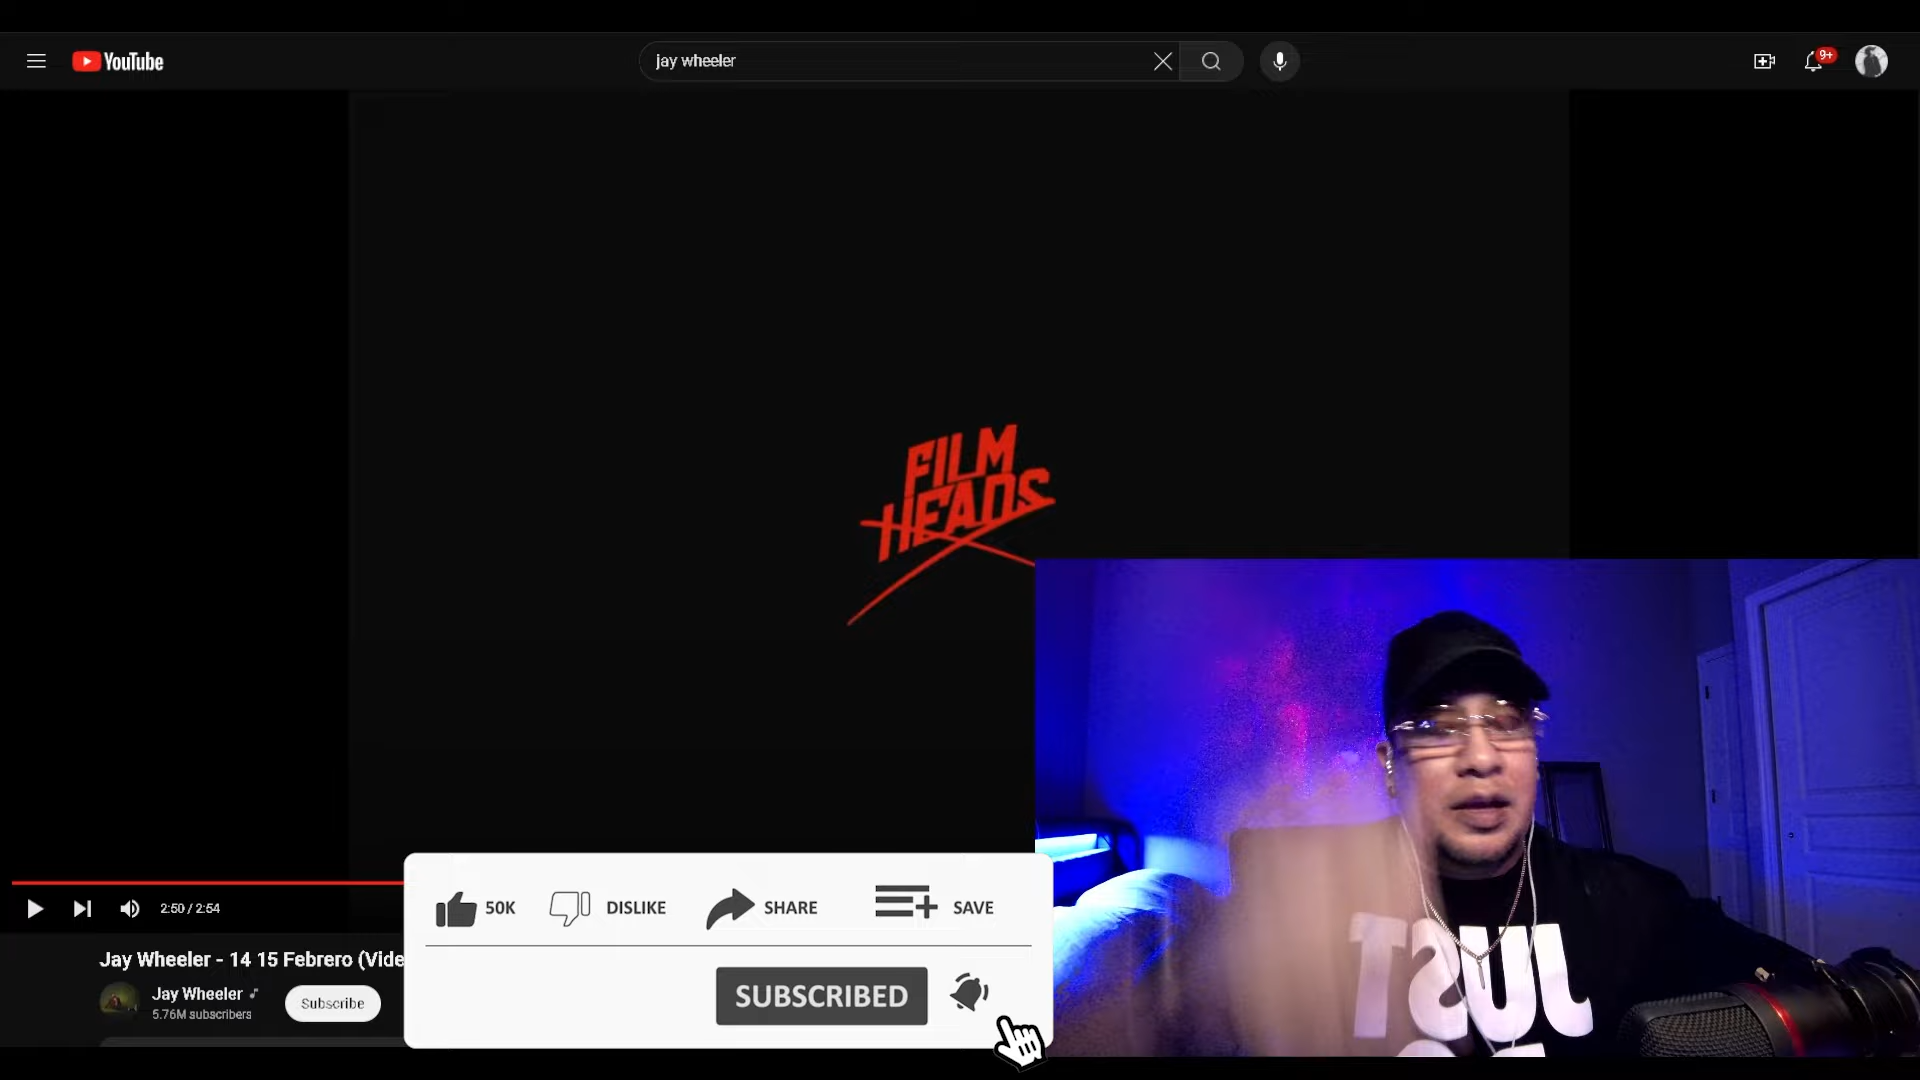 YouTube
jay wheeler
9+
FILM
HEADS
2:50 / 2:54
Jay Wheeler - 14 15 Febrero (Vide
Jay Wheeler
5.76M subscribers
Subscribe
50K
DISLIKE
SHARE
SAVE
SUBSCRIBED
JUST